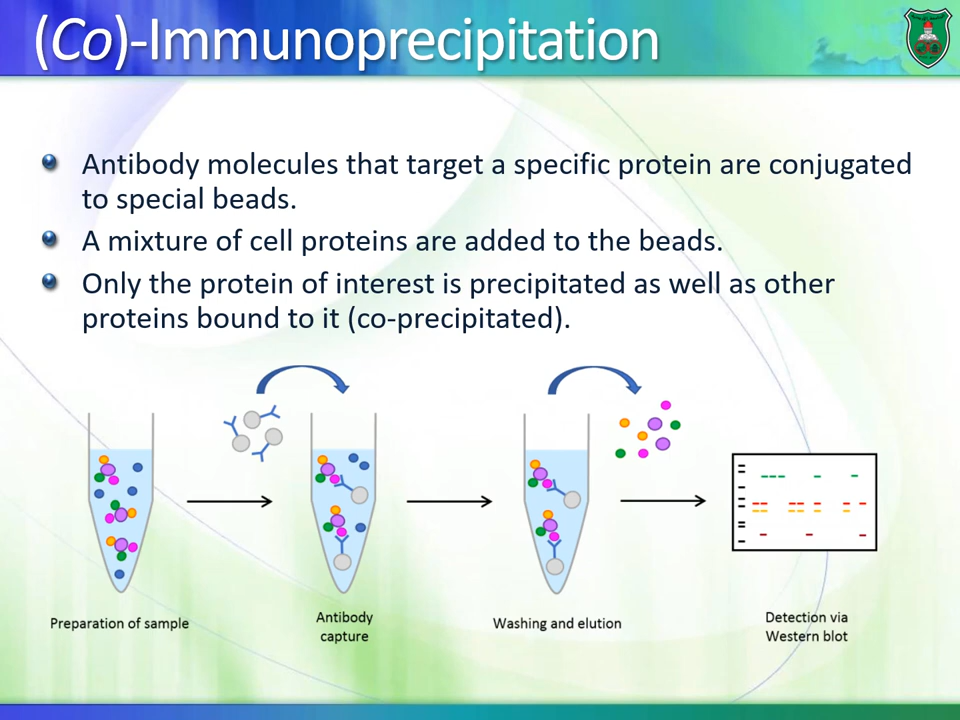 (Co)-Immunoprecipitation
Antibody molecules that target a specific protein are conjugated
to special beads.
A mixture of cell proteins are added to the beads.
Only the protein of interest is precipitated as well as other
proteins bound to it (co-precipitated).
Preparation of sample
Antibody
capture
Washing and elution
Detection via
Western blot